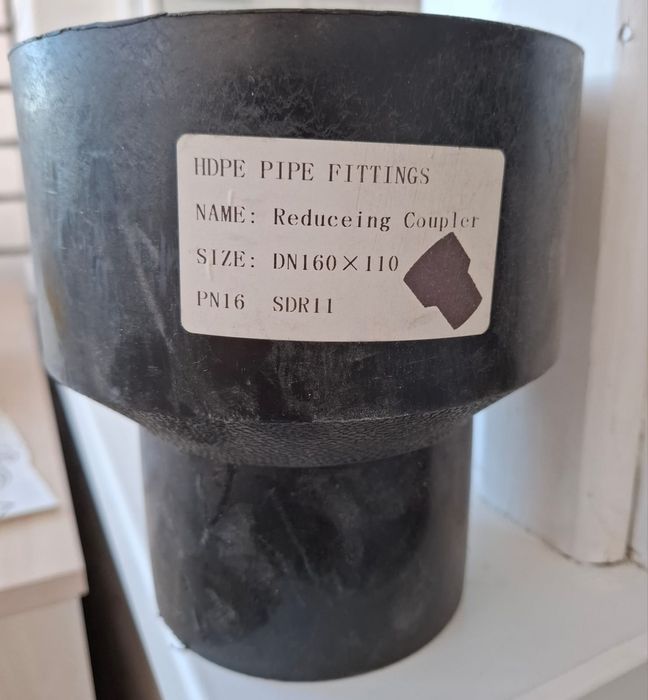 HDPE PIPE FITTINGS
NAME: Reduceing Coupler
SIZE: DN160×110
PN16 SDR11